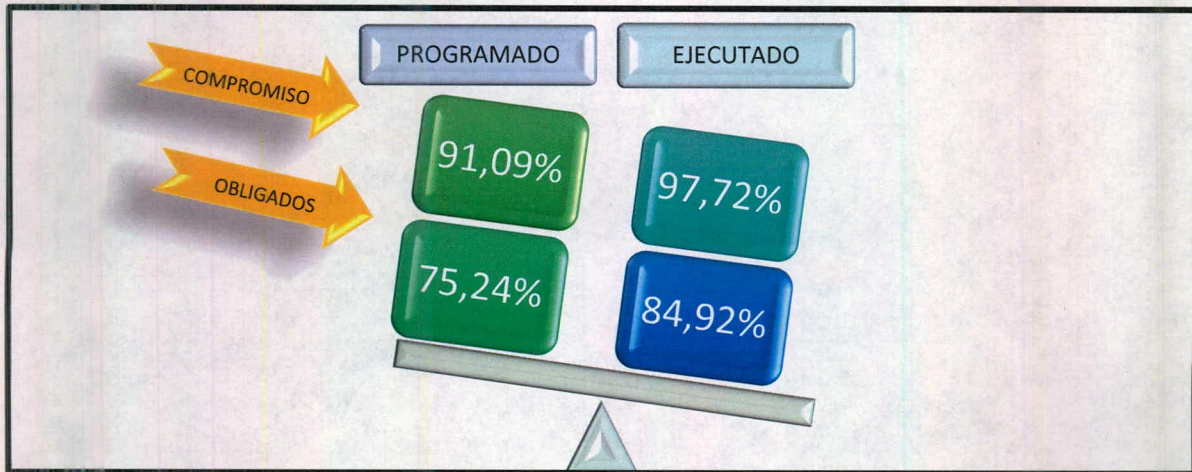 PROGRAMADO
EJECUTADO
COMPROMISO
91,09%
97,72%
OBLIGADOS
75,24%
84,92%